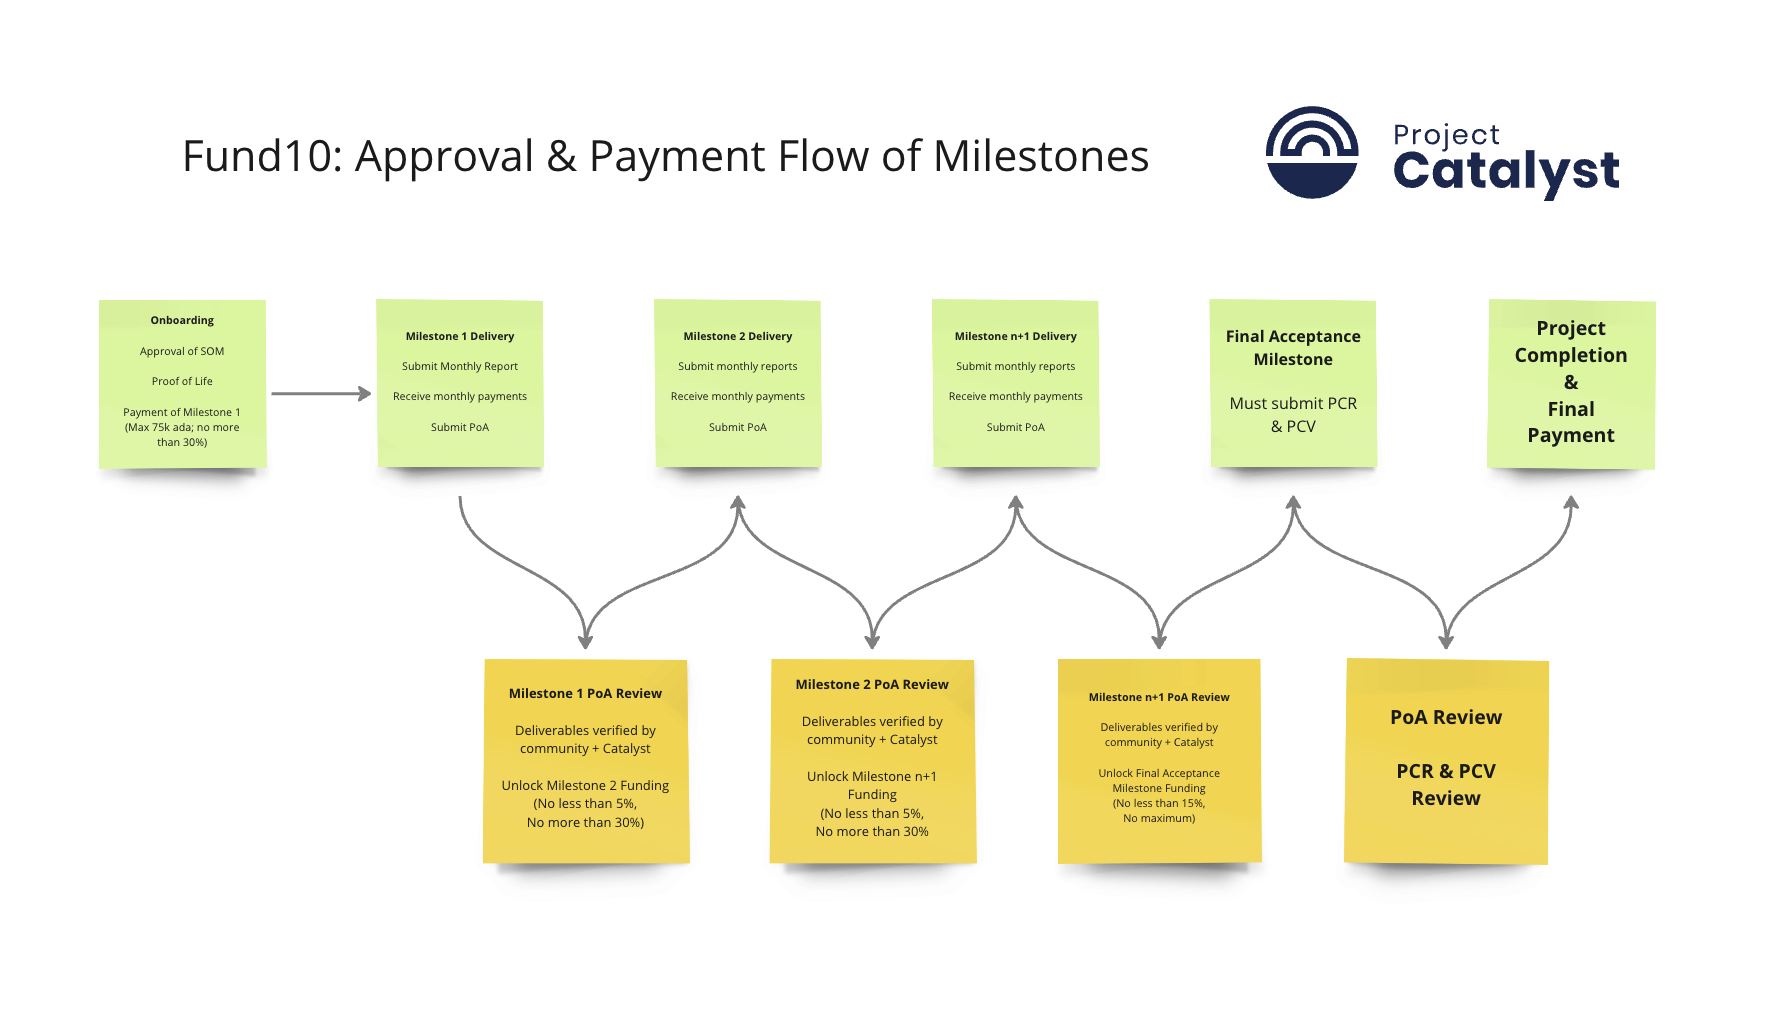 Fund10: Approval & Payment Flow of Milestones
Project
Catalyst
Onboarding
Approval of SOM
Proof of Life
Payment of Milestone 1
(Max 75k ada; no more
than 30%)
Milestone 1 Delivery
Submit Monthly Report
Receive monthly payments
Submit PoA
Milestone 2 Delivery
Submit monthly reports
Receive monthly payments
Submit PoA
Milestone n+1 Delivery
Submit monthly reports
Receive monthly payments
Submit PoA
Final Acceptance
Milestone
Must submit PCR
& PCV
Project
Completion
&
Final
Payment
Milestone 1 PoA Review
Deliverables verified by
community + Catalyst
Unlock Milestone 2 Funding
(No less than 5%,
No more than 30%)
Milestone 2 PoA Review
Deliverables verified by
community + Catalyst
Unlock Milestone n+1
Funding
(No less than 5%,
No more than 30%
Milestone n+1 PoA Review
Deliverables verified by
community + Catalyst
Unlock Final Acceptance
Milestone Funding
(No less than 15%,
No maximum)
PoA Review
PCR & PCV
Review